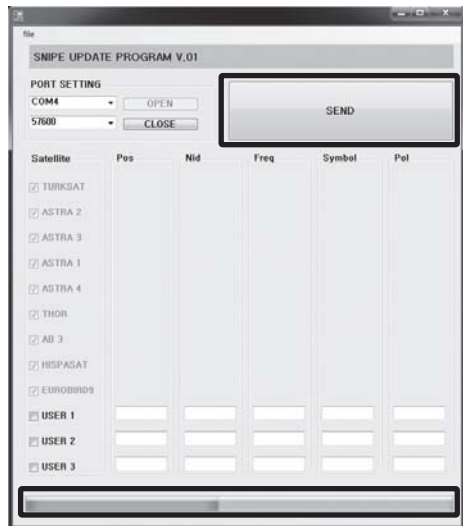 file
SNIPE UPDATE PROGRAM V.01
PORT SETTING
COM4 OPEN
57600 CLOSE
SEND
Satellite Pos Nid Freq Symbol Pol
TURKSAT
ASTRA 2
ASTRA 3
ASTRA 1
ASTRA 4
THOR
AB 3
HISPASAT
EUROBIRD9
USER 1
USER 2
USER 3